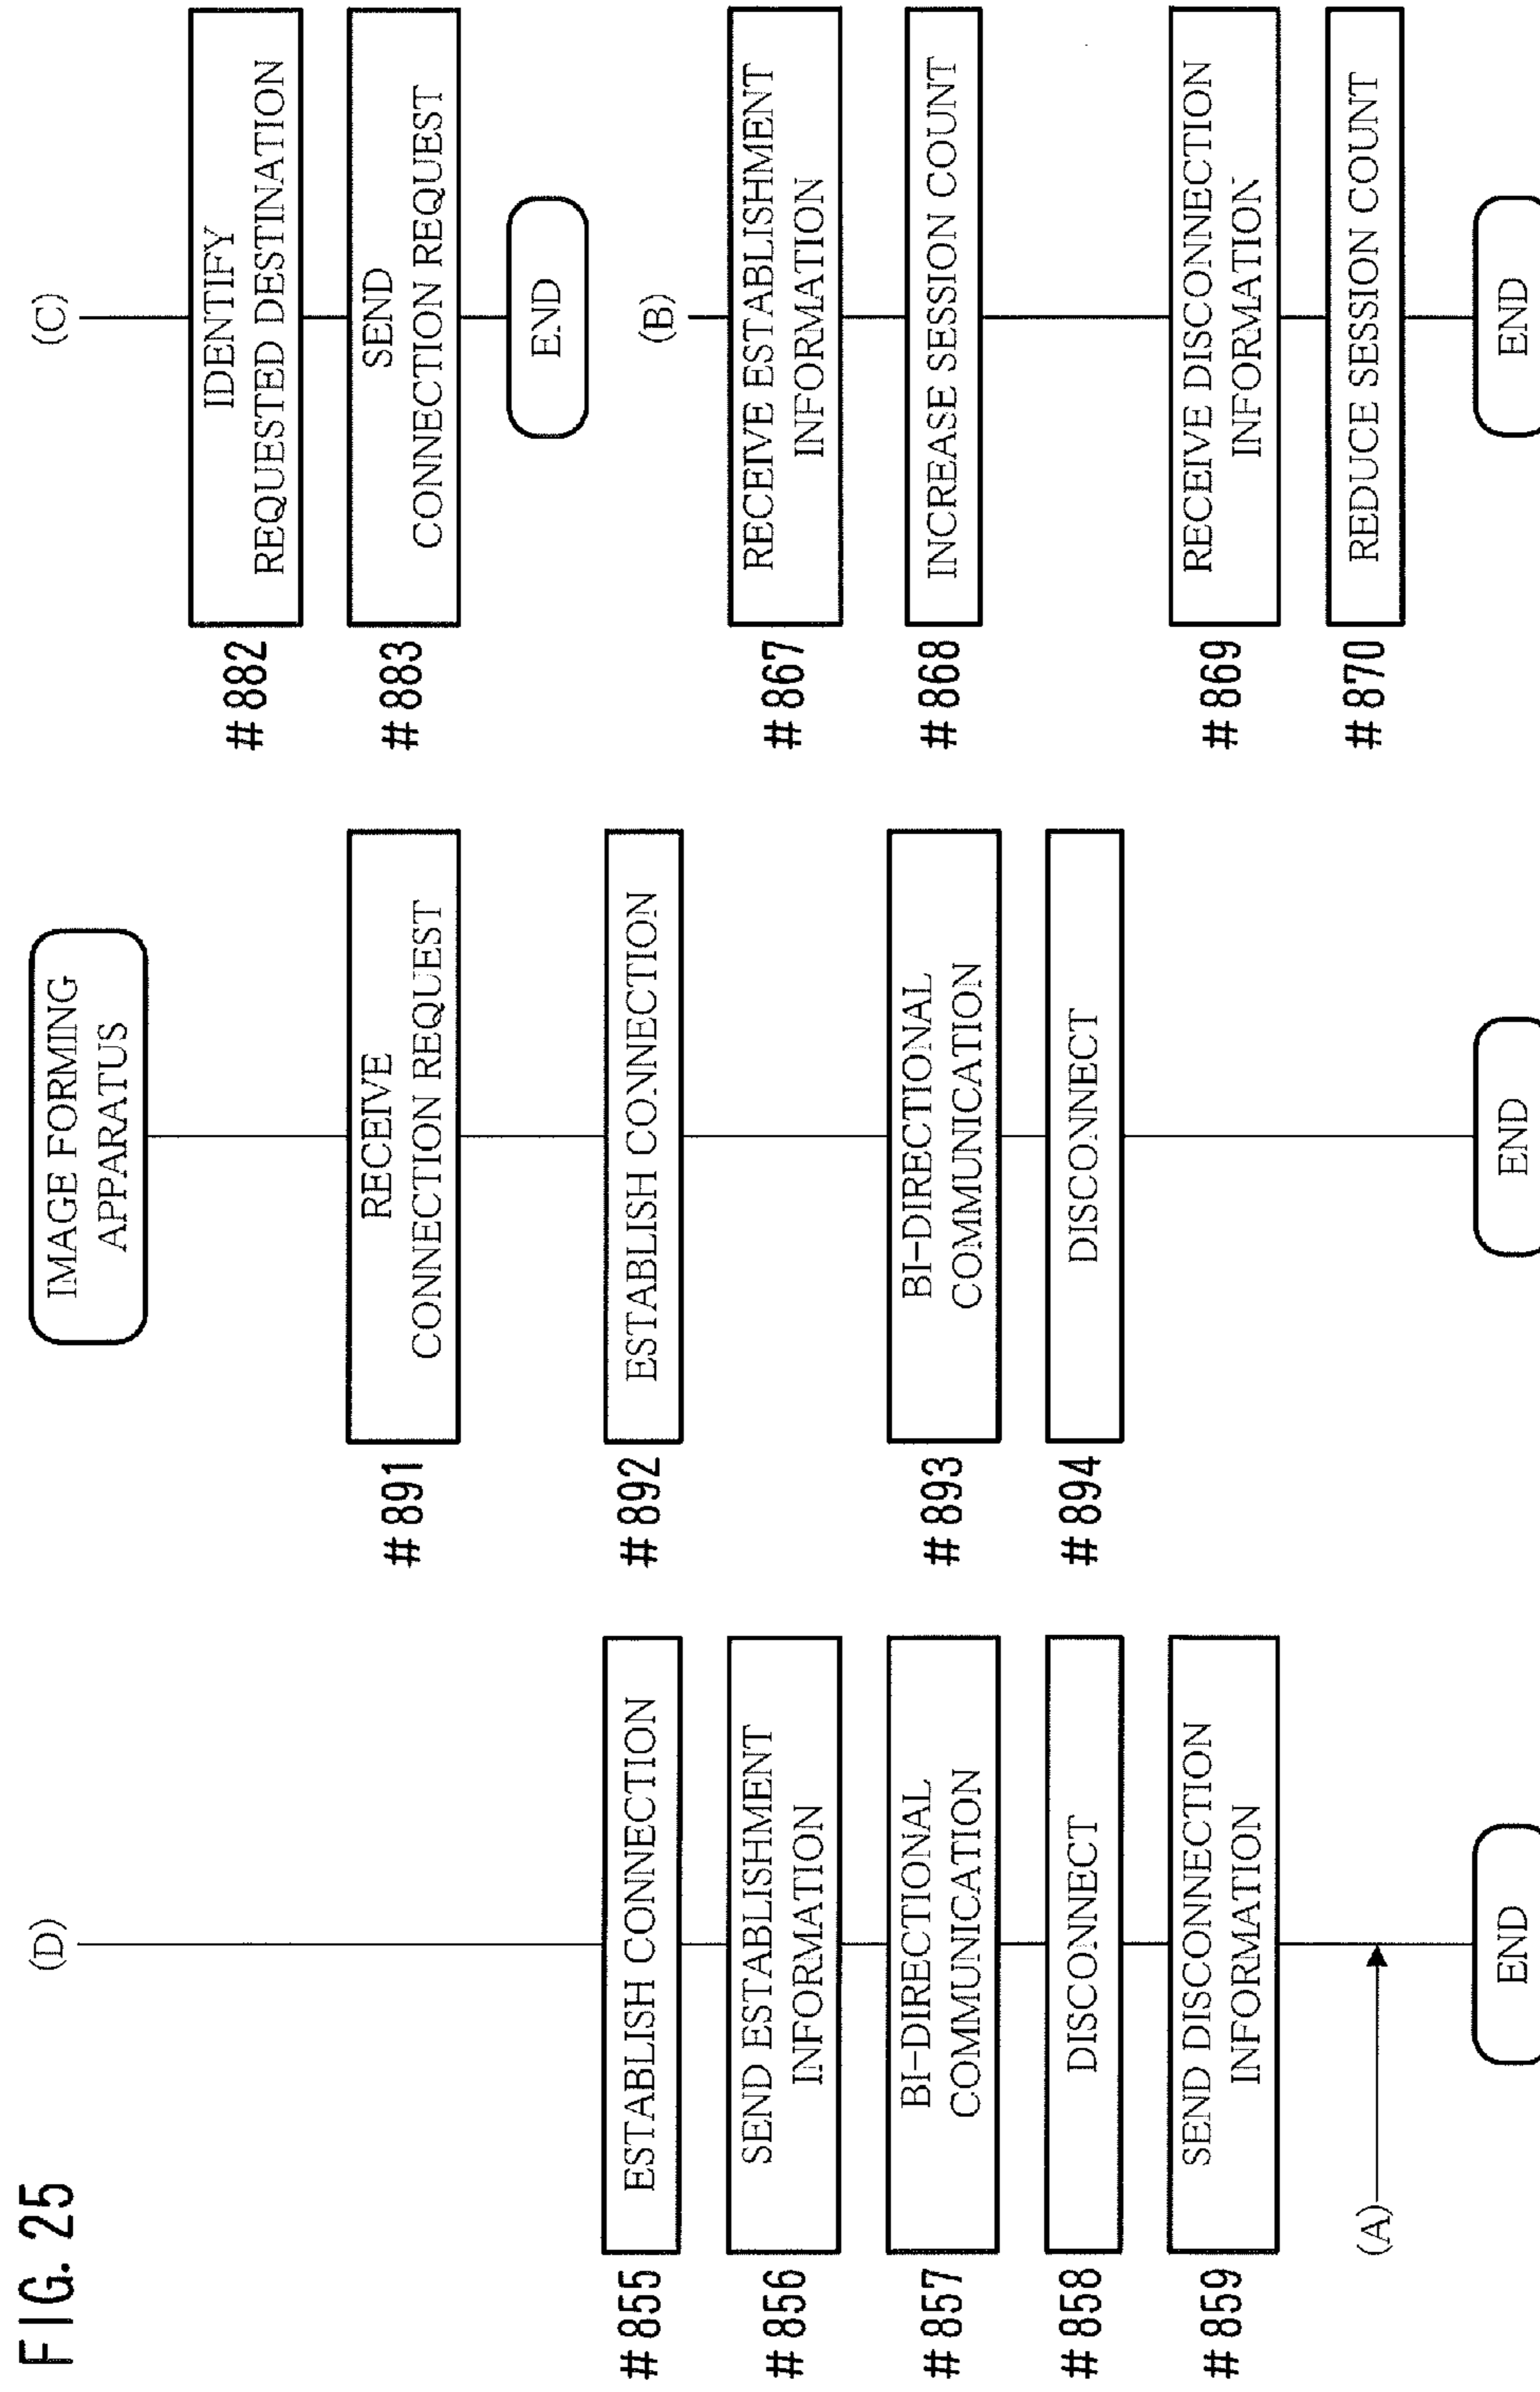 FIG. 25
(D)
#855
ESTABLISH CONNECTION
#856
SEND ESTABLISHMENT
INFORMATION
#857
BI-DIRECTIONAL
COMMUNICATION
#858
DISCONNECT
#859
SEND DISCONNECTION
INFORMATION
(A)
END
IMAGE FORMING
APPARATUS
#891
RECEIVE
CONNECTION REQUEST
#892
ESTABLISH CONNECTION
#893
BI-DIRECTIONAL
COMMUNICATION
#894
DISCONNECT
END
(C)
#882
IDENTIFY
REQUESTED DESTINATION
#883
SEND
CONNECTION REQUEST
END
(B)
#867
RECEIVE ESTABLISHMENT
INFORMATION
#868
INCREASE SESSION COUNT
#869
RECEIVE DISCONNECTION
INFORMATION
#870
REDUCE SESSION COUNT
END